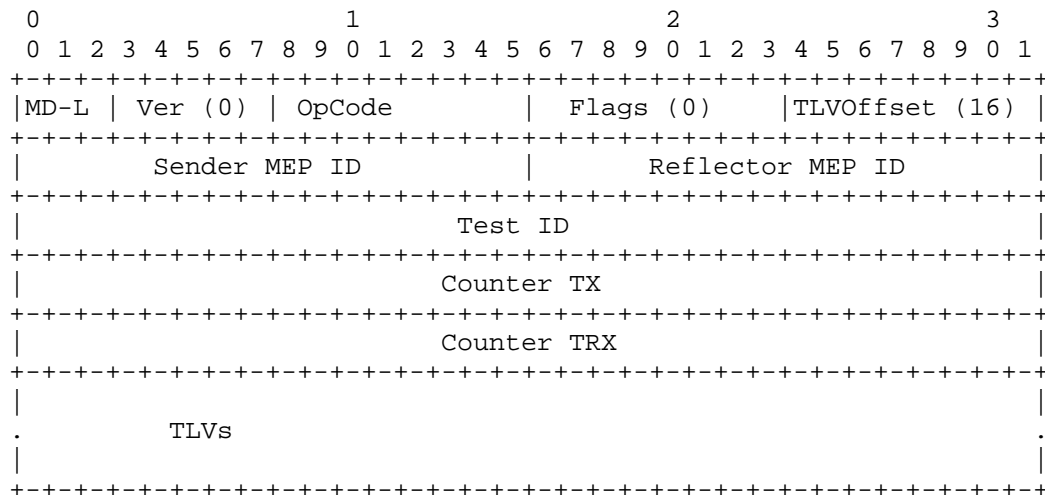 0                   1                   2                   3
 0 1 2 3 4 5 6 7 8 9 0 1 2 3 4 5 6 7 8 9 0 1 2 3 4 5 6 7 8 9 0 1
+-+-+-+-+-+-+-+-+-+-+-+-+-+-+-+-+-+-+-+-+-+-+-+-+-+-+-+-+-+-+-+-+
|MD-L | Ver (0) | OpCode        |  Flags (0)    |TLVOffset (16) |
+-+-+-+-+-+-+-+-+-+-+-+-+-+-+-+-+-+-+-+-+-+-+-+-+-+-+-+-+-+-+-+-+
|        Sender MEP ID          |       Reflector MEP ID        |
+-+-+-+-+-+-+-+-+-+-+-+-+-+-+-+-+-+-+-+-+-+-+-+-+-+-+-+-+-+-+-+-+
|                           Test ID                             |
+-+-+-+-+-+-+-+-+-+-+-+-+-+-+-+-+-+-+-+-+-+-+-+-+-+-+-+-+-+-+-+-+
|                          Counter TX                           |
+-+-+-+-+-+-+-+-+-+-+-+-+-+-+-+-+-+-+-+-+-+-+-+-+-+-+-+-+-+-+-+-+
|                          Counter TRX                          |
+-+-+-+-+-+-+-+-+-+-+-+-+-+-+-+-+-+-+-+-+-+-+-+-+-+-+-+-+-+-+-+-+
|                                                               |
.         TLVs                                                  .
|                                                               |
+-+-+-+-+-+-+-+-+-+-+-+-+-+-+-+-+-+-+-+-+-+-+-+-+-+-+-+-+-+-+-+-+